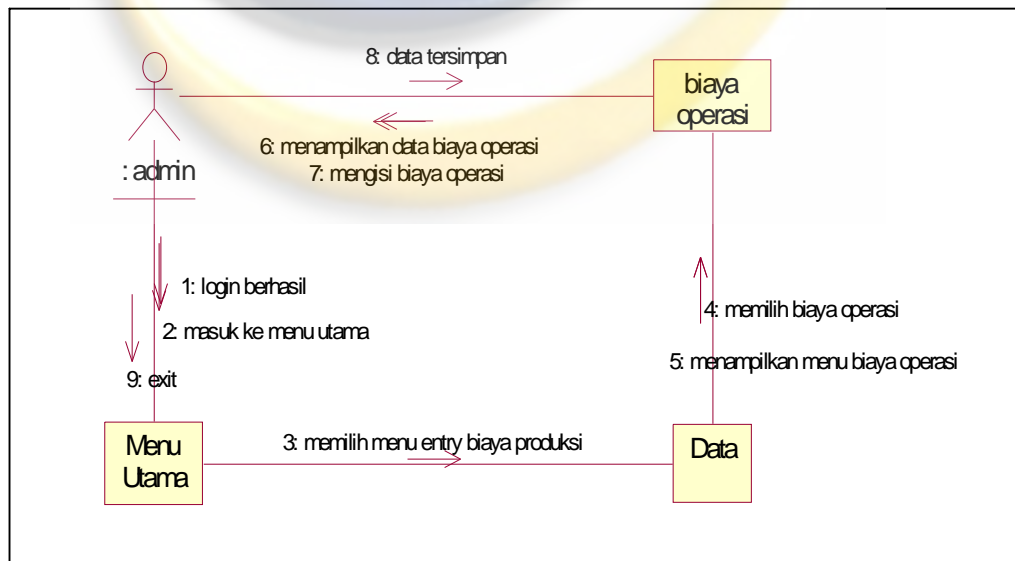 8: data tersimpan
biaya
operasi
6: menampilkan data biaya operasi
7: mengisi biaya operasi
: admin
1: login berhasil
2: masuk ke menu utama
9: exit
4: memilih biaya operasi
5: menampilkan menu biaya operasi
Menu
Utama
3: memilih menu entry biaya produksi
Data